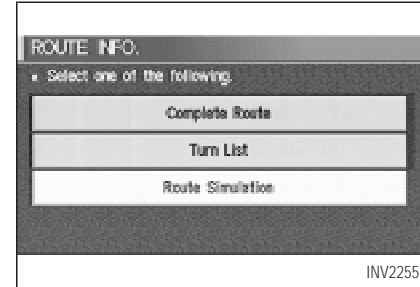 ROUTE INFO.
▪ Select one of the following.
Complete Route
Turn List
Route Simulation
INV2255